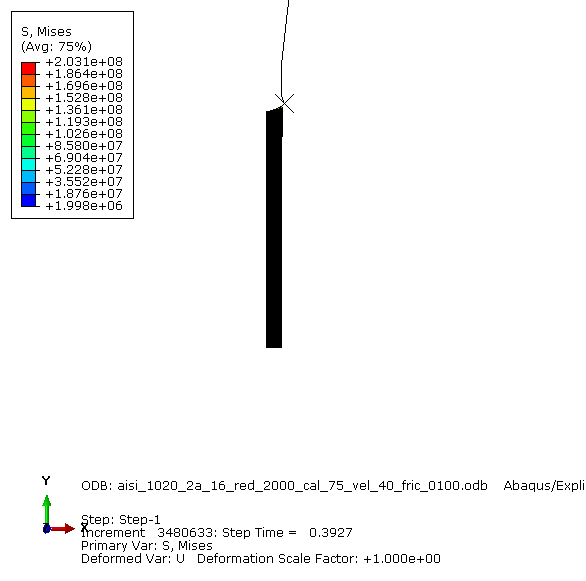 S, Mises
(Avg: 75%)
+2.031e+08
+1.864e+08
+1.696e+08
+1.528e+08
+1.361e+08
+1.193e+08
+1.026e+08
+8.580e+07
+6.904e+07
+5.228e+07
+3.552e+07
+1.876e+07
+1.998e+06
Y
ODB: aisi_1020_2a_16_red_2000_cal_75_vel_40_fric_0100.odb Abaqus/Expli
Step: Step-1
X
Increment 3480633: Step Time = 0.3927
Primary Var: S, Mises
Deformed Var: U Deformation Scale Factor: +1.000e+00